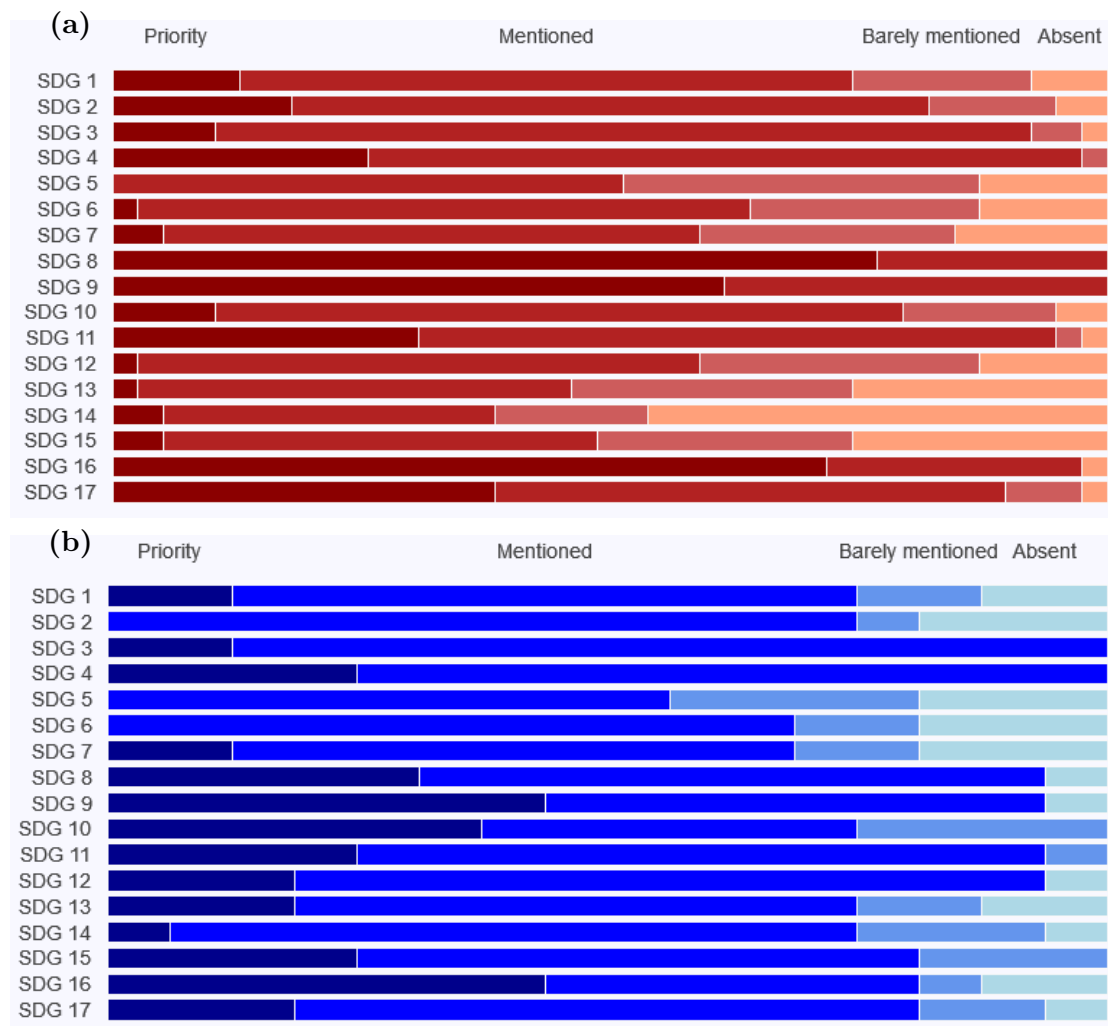 (a)
Priority Mentioned Barely mentioned Absent
SDG 1
SDG 2
SDG 3
SDG 4
SDG 5
SDG 6
SDG 7
SDG 8
SDG 9
SDG 10
SDG 11
SDG 12
SDG 13
SDG 14
SDG 15
SDG 16
SDG 17
(b)
Priority Mentioned Barely mentioned Absent
SDG 1
SDG 2
SDG 3
SDG 4
SDG 5
SDG 6
SDG 7
SDG 8
SDG 9
SDG 10
SDG 11
SDG 12
SDG 13
SDG 14
SDG 15
SDG 16
SDG 17